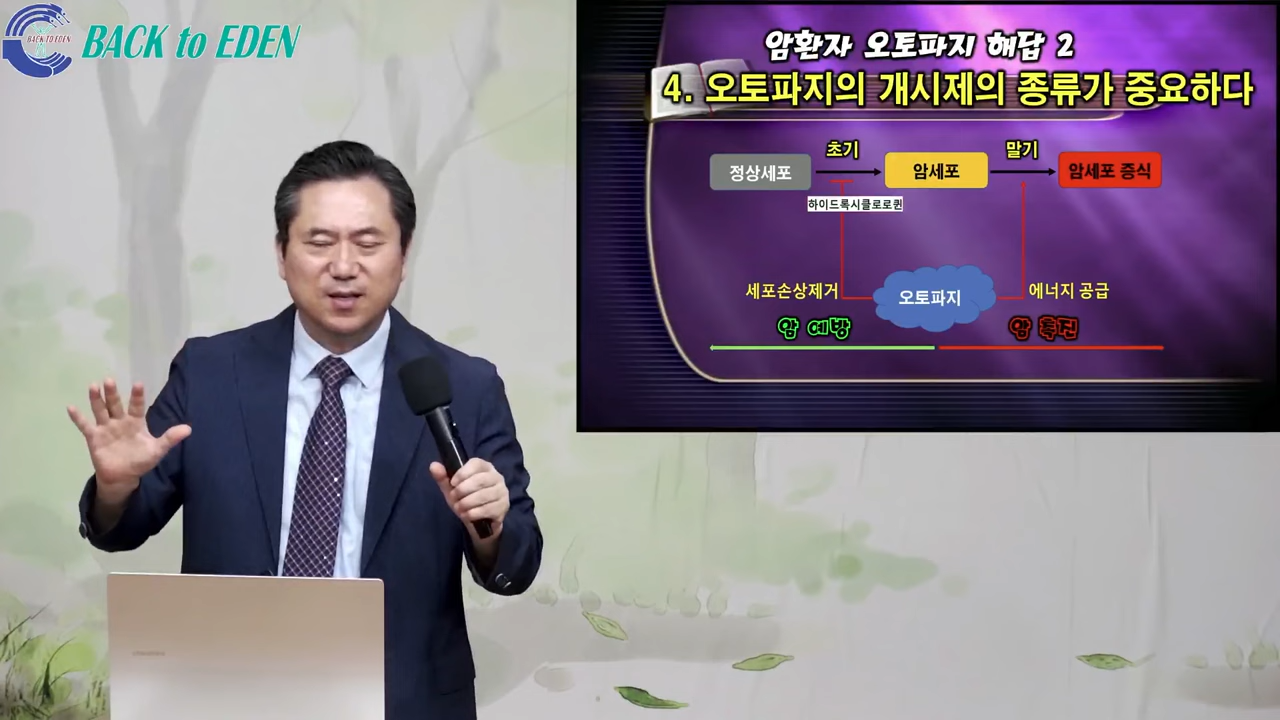 BACK TO EDEN
BACK to EDEN
암환자 오토파지 해답 2
4. 오토파지의 개시제의 종류가 중요하다
초기
말기
정상세포
암세포
암세포 증식
하이드록시클로로퀸
세포손상제거
오토파지
에너지 공급
암 예방
암 촉진